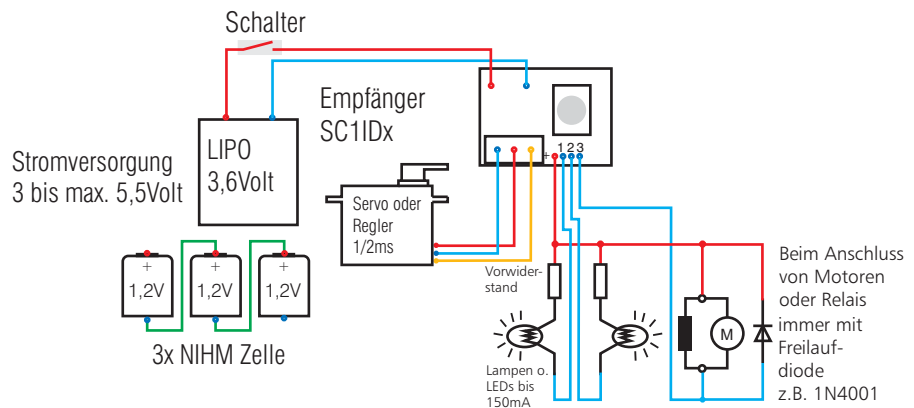 Schalter
Empfänger
SC1IDx
1 2 3
+
LIPO
3,6Volt
Stromversorgung
3 bis max. 5,5Volt
Servo oder
Regler
1/2ms
+
1,2V
+
1,2V
+
1,2V
3x NIHM Zelle
Vorwider-
stand
Lampen o.
LEDs bis
150mA
M
Beim Anschluss
von Motoren
oder Relais
immer mit
Freilauf-
diode
z.B. 1N4001